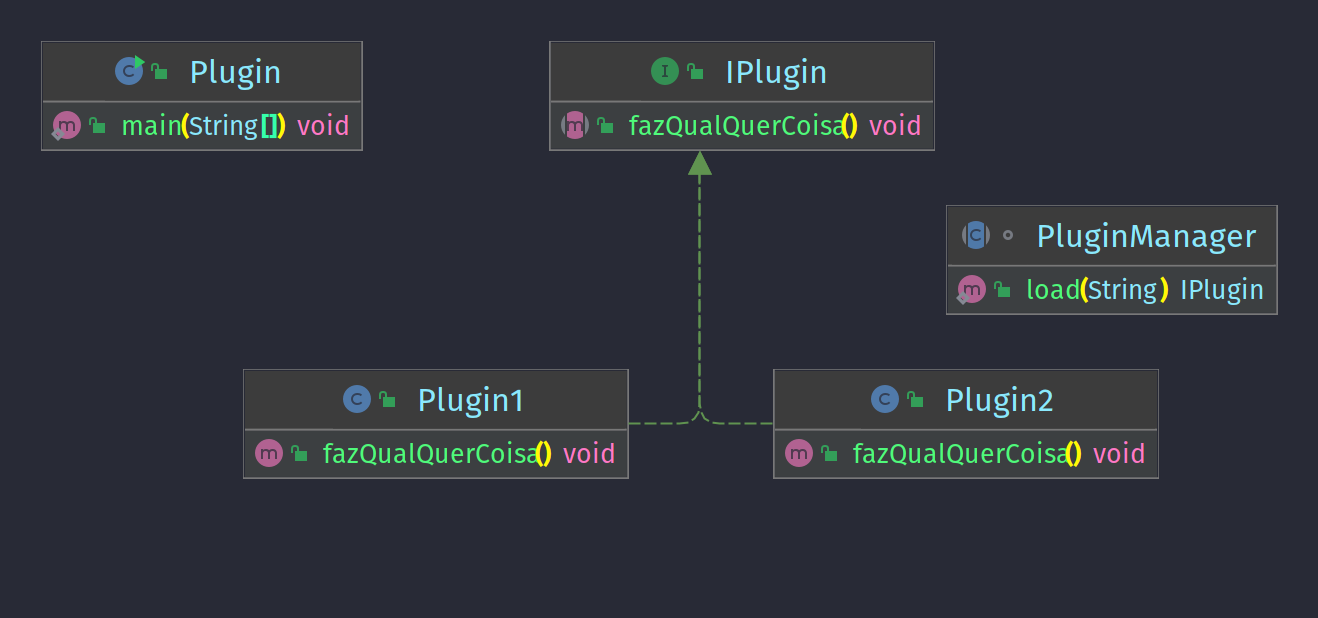 Plugin
main(String[]) void
IPlugin
fazQualQuerCoisa() void
PluginManager
load(String) IPlugin
Plugin1
fazQualQuerCoisa() void
Plugin2
fazQualQuerCoisa() void